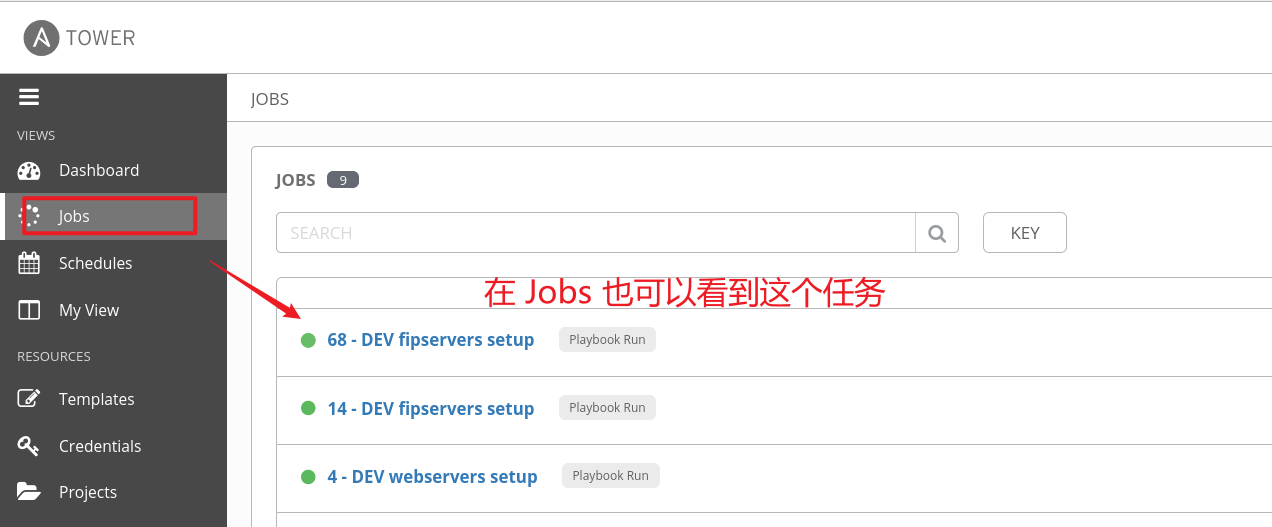 TOWER
VIEWS
Dashboard
Jobs
Schedules
My View
RESOURCES
Templates
Credentials
Projects
JOBS
JOBS 9
SEARCH
KEY
在 Jobs 也可以看到这个任务
68 - DEV fipservers setup Playbook Run
14 - DEV fipservers setup Playbook Run
4 - DEV webservers setup Playbook Run